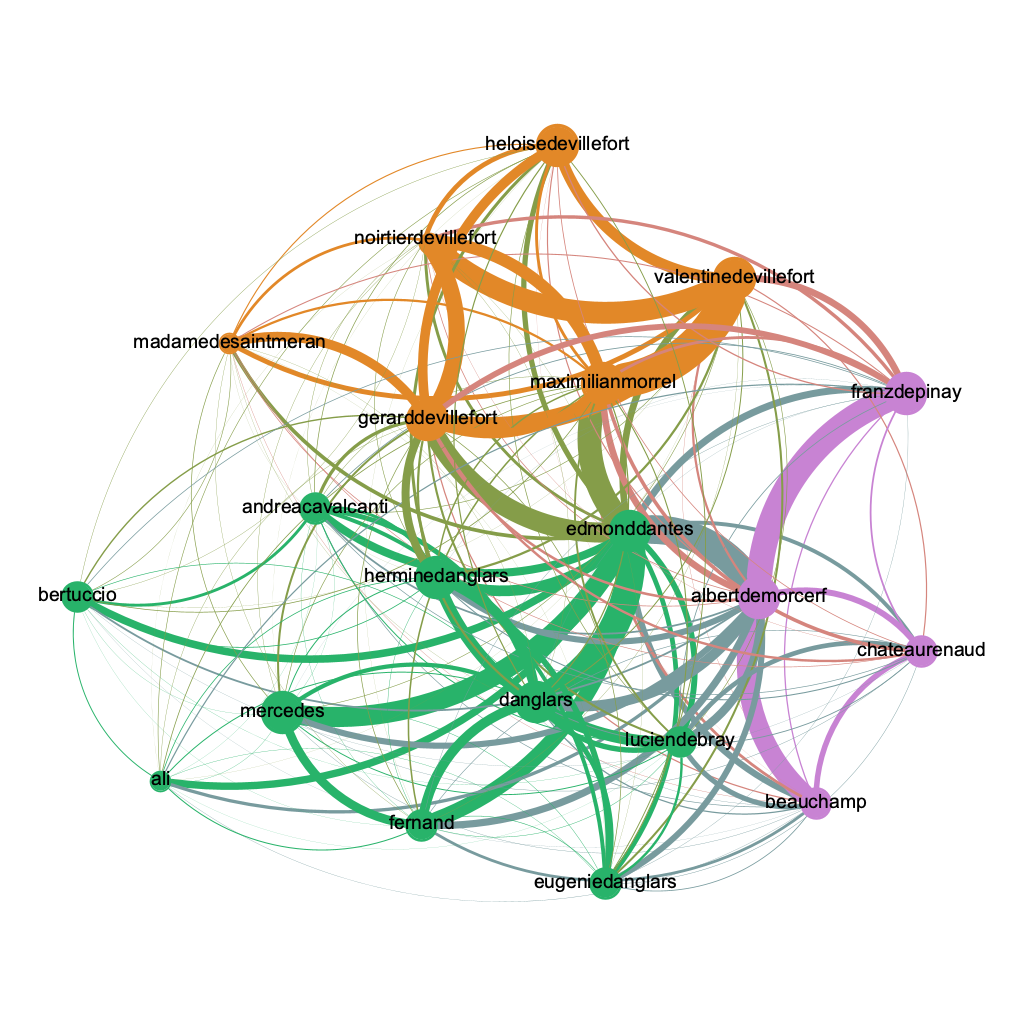 heloisedevillefort
noirtierdevillefort
valentinedevillefort
madamedesaintmeran
maximilianmorrel
franzdepinay
gerarddevillefort
andreacavalcanti
edmonddantes
herminedanglars
bertuccio
albertdemorcerf
chateaurenaud
danglars
mercedes
luciendebray
ali
beauchamp
fernand
eugeniedanglars